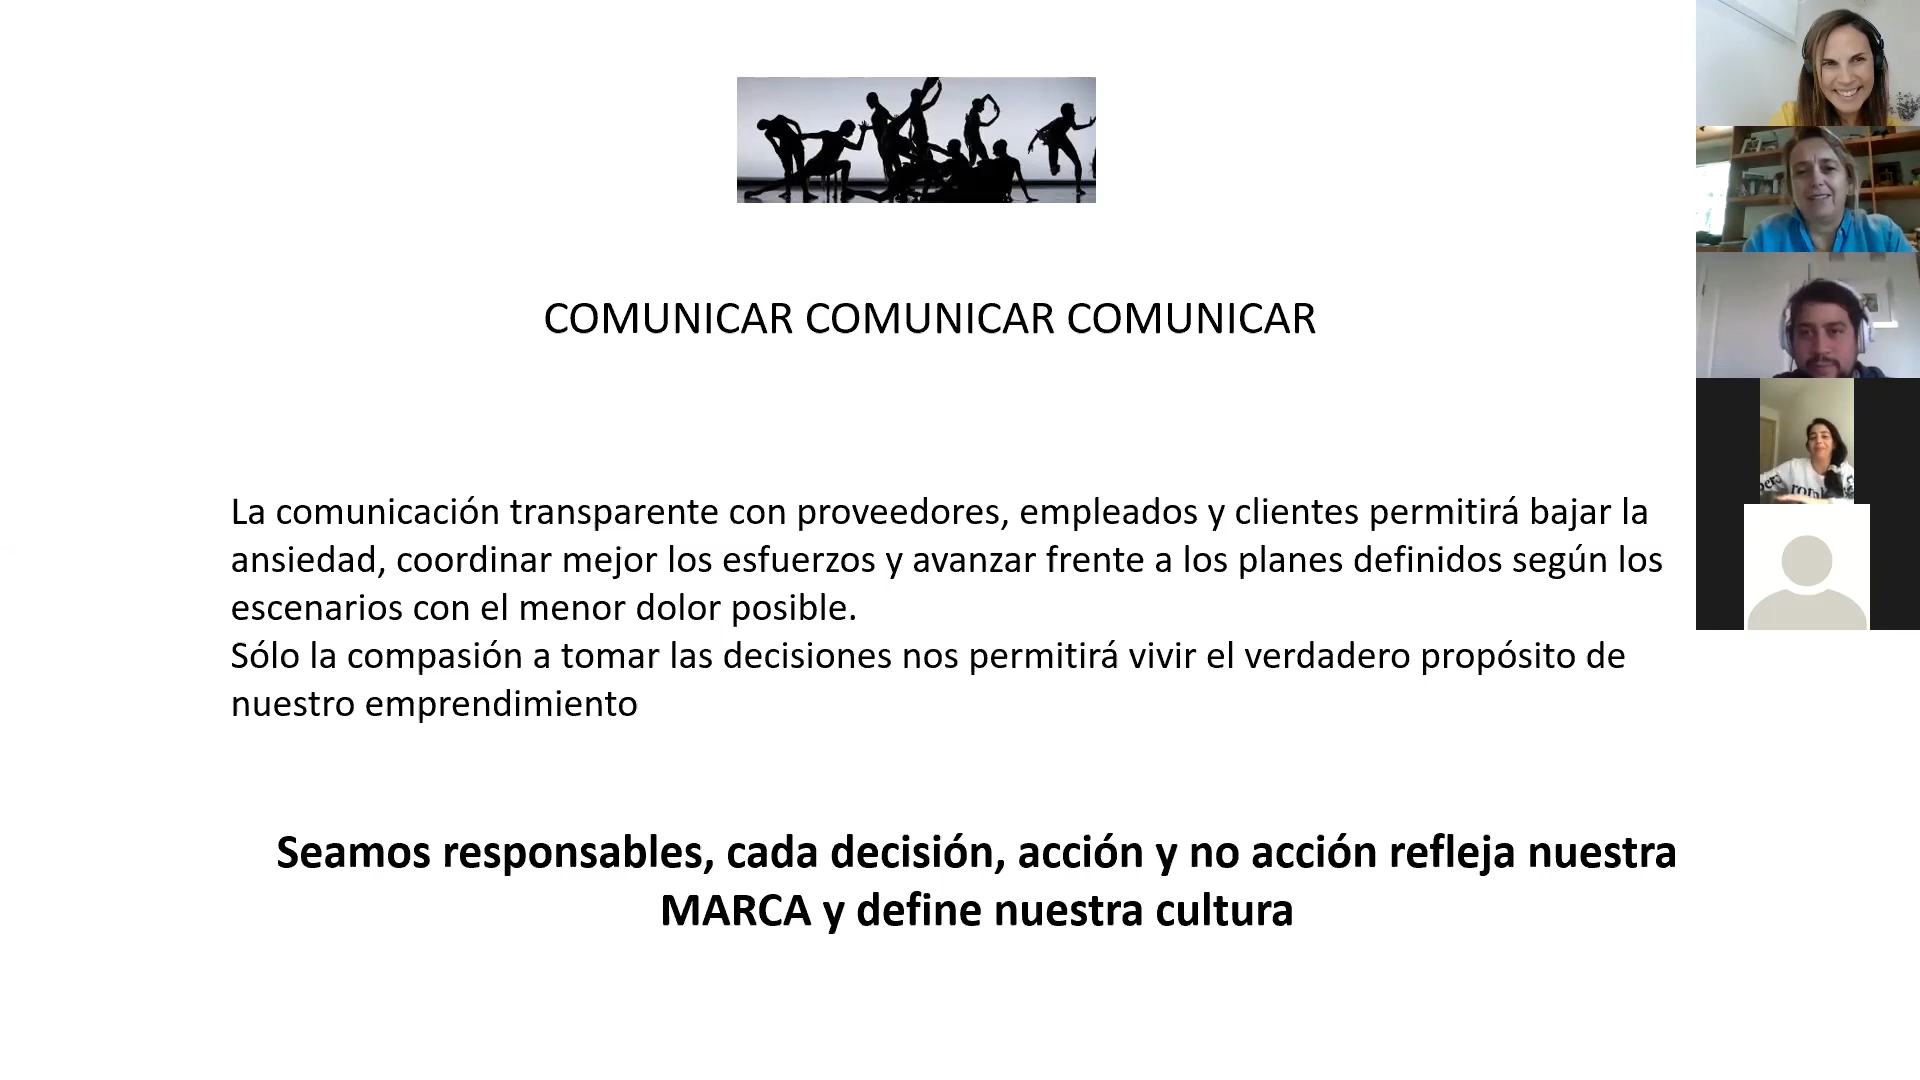 COMUNICAR COMUNICAR COMUNICAR
La comunicación transparente con proveedores, empleados y clientes permitirá bajar la
ansiedad, coordinar mejor los esfuerzos y avanzar frente a los planes definidos según los
escenarios con el menor dolor posible.
Sólo la compasión a tomar las decisiones nos permitirá vivir el verdadero propósito de
nuestro emprendimiento
Seamos responsables, cada decisión, acción y no acción refleja nuestra
MARCA y define nuestra cultura